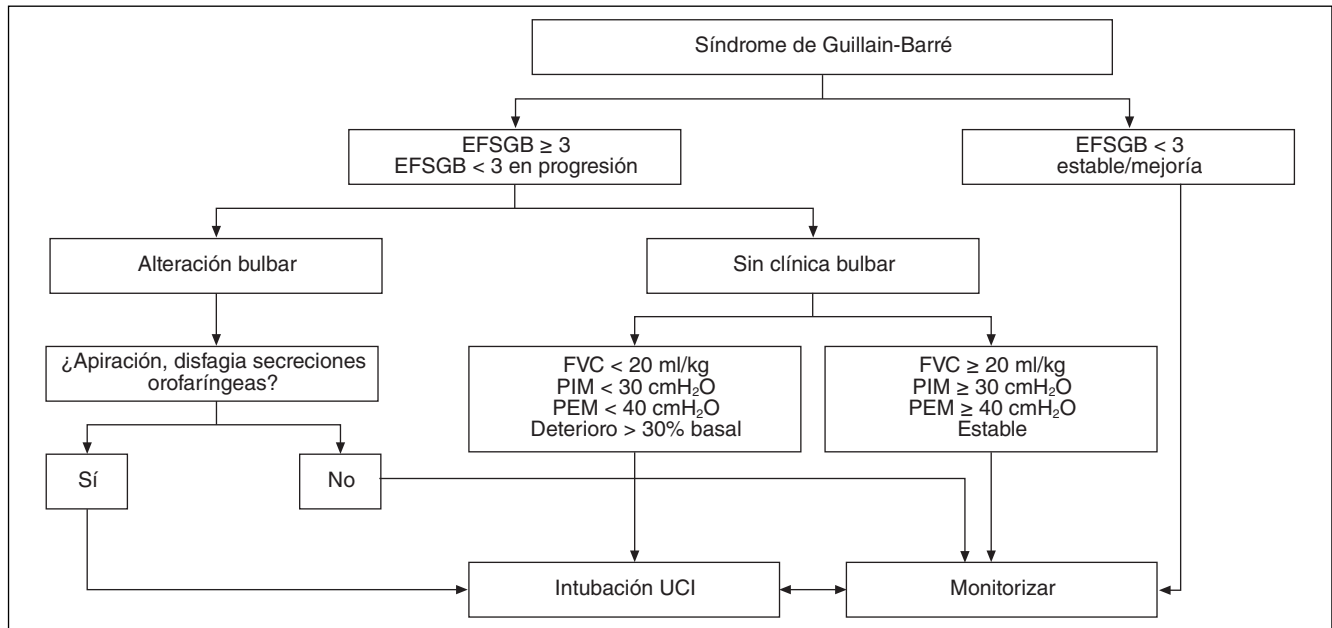 Síndrome de Guillain-Barré
EFSGB ≥ 3
EFSGB < 3 en progresión
EFSGB < 3
estable/mejoría
Alteración bulbar
Sin clínica bulbar
¿Apiración, disfagia secreciones
orofaríngeas?
FVC < 20 ml/kg
PIM < 30 cmH₂O
PEM < 40 cmH₂O
Deterioro > 30% basal
FVC ≥ 20 ml/kg
PIM ≥ 30 cmH₂O
PEM ≥ 40 cmH₂O
Estable
Sí
No
Intubación UCI
Monitorizar